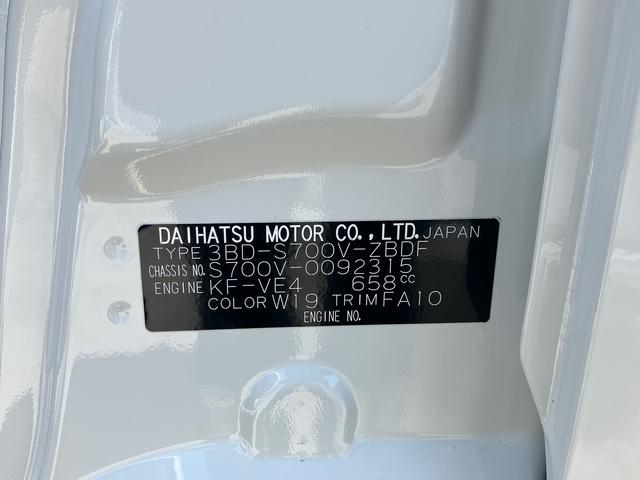 DAIHATSU MOTOR CO.,LTD. JAPAN
TYPE 3BD-S700V-ZBDF
CHASSIS NO. S700V-0092315
ENGINE KF-VE4 658cc
COLOR W19 TRIM FA10
ENGINE NO.